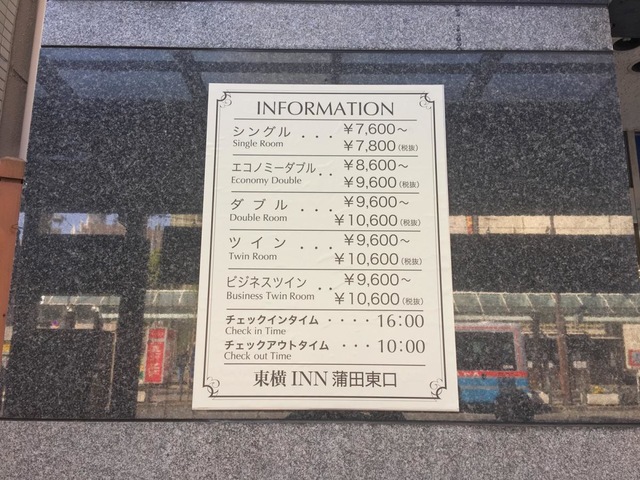 INFORMATION
シングル ・・・ ¥7,600～
Single Room ¥7,800(税抜)
エコノミーダブル ・・ ¥8,600～
Economy Double ¥9,600(税抜)
ダブル ・・・ ¥9,600～
Double Room ¥10,600(税抜)
ツイン ・・・ ¥9,600～
Twin Room ¥10,600(税抜)
ビジネスツイン ・・ ¥9,600～
Business Twin Room ¥10,600(税抜)
チェックインタイム ・・・・ 16:00
Check in Time
チェックアウトタイム ・・・ 10:00
Check out Time
東横 INN 蒲田東口